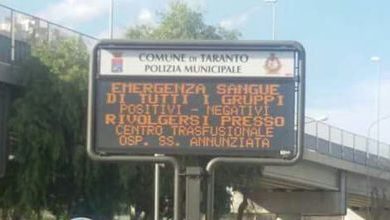 COMUNE DI TARANTO
POLIZIA MUNICIPALE
EMERGENZA SANGUE
DI TUTTI I GRUPPI
POSITIVI - NEGATIVI
RIVOLGERSI PRESSO
CENTRO TRASFUSIONALE
OSP. SS. ANNUNZIATA